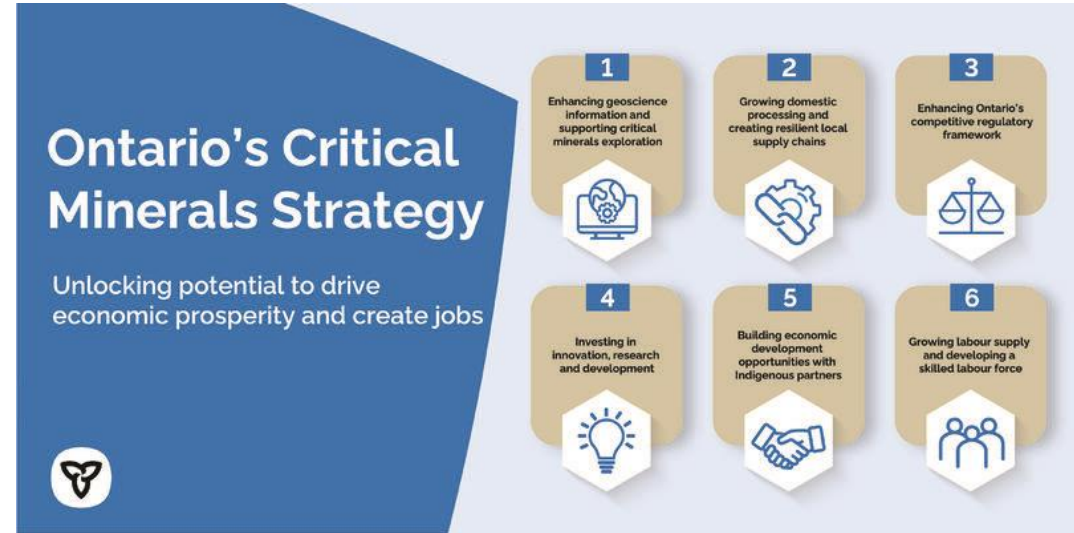 Ontario's Critical
Minerals Strategy
Unlocking potential to drive
economic prosperity and create jobs
1
Enhancing geoscience
information and
supporting critical
minerals exploration
2
Growing domestic
processing and
creating resilient local
supply chains
3
Enhancing Ontario's
competitive regulatory
framework
4
Investing in
innovation, research
and development
5
Building economic
development
opportunities with
Indigenous partners
6
Growing labour supply
and developing a
skilled labour force